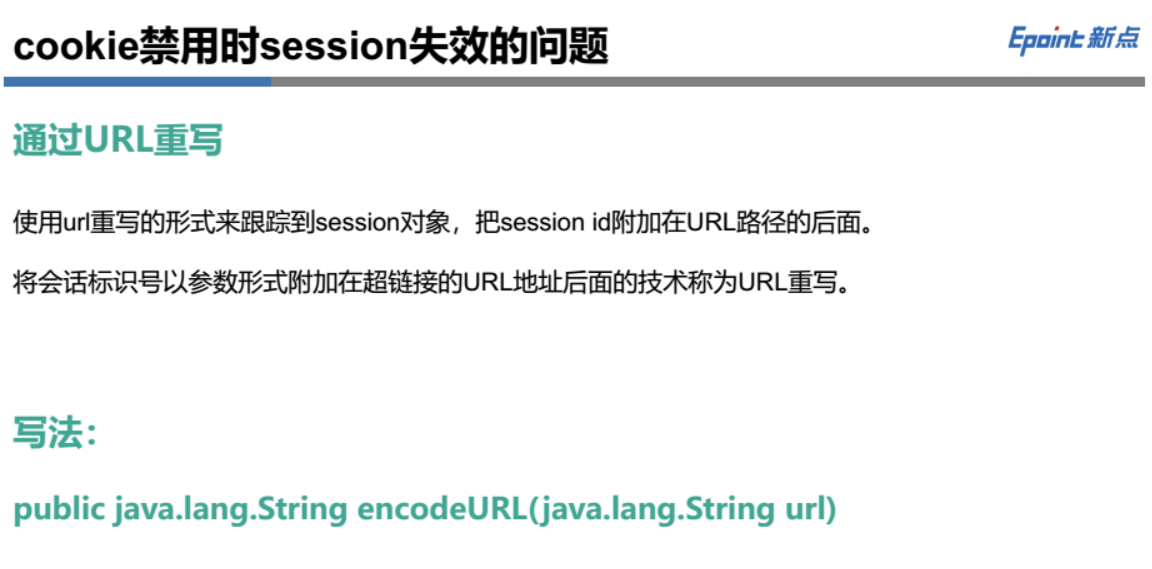 cookie禁用时session失效的问题
Epoint 新点
通过URL重写
使用url重写的形式来跟踪到session对象，把session id附加在URL路径的后面。
将会话标识号以参数形式附加在超链接的URL地址后面的技术称为URL重写。
写法：
public java.lang.String encodeURL(java.lang.String url)